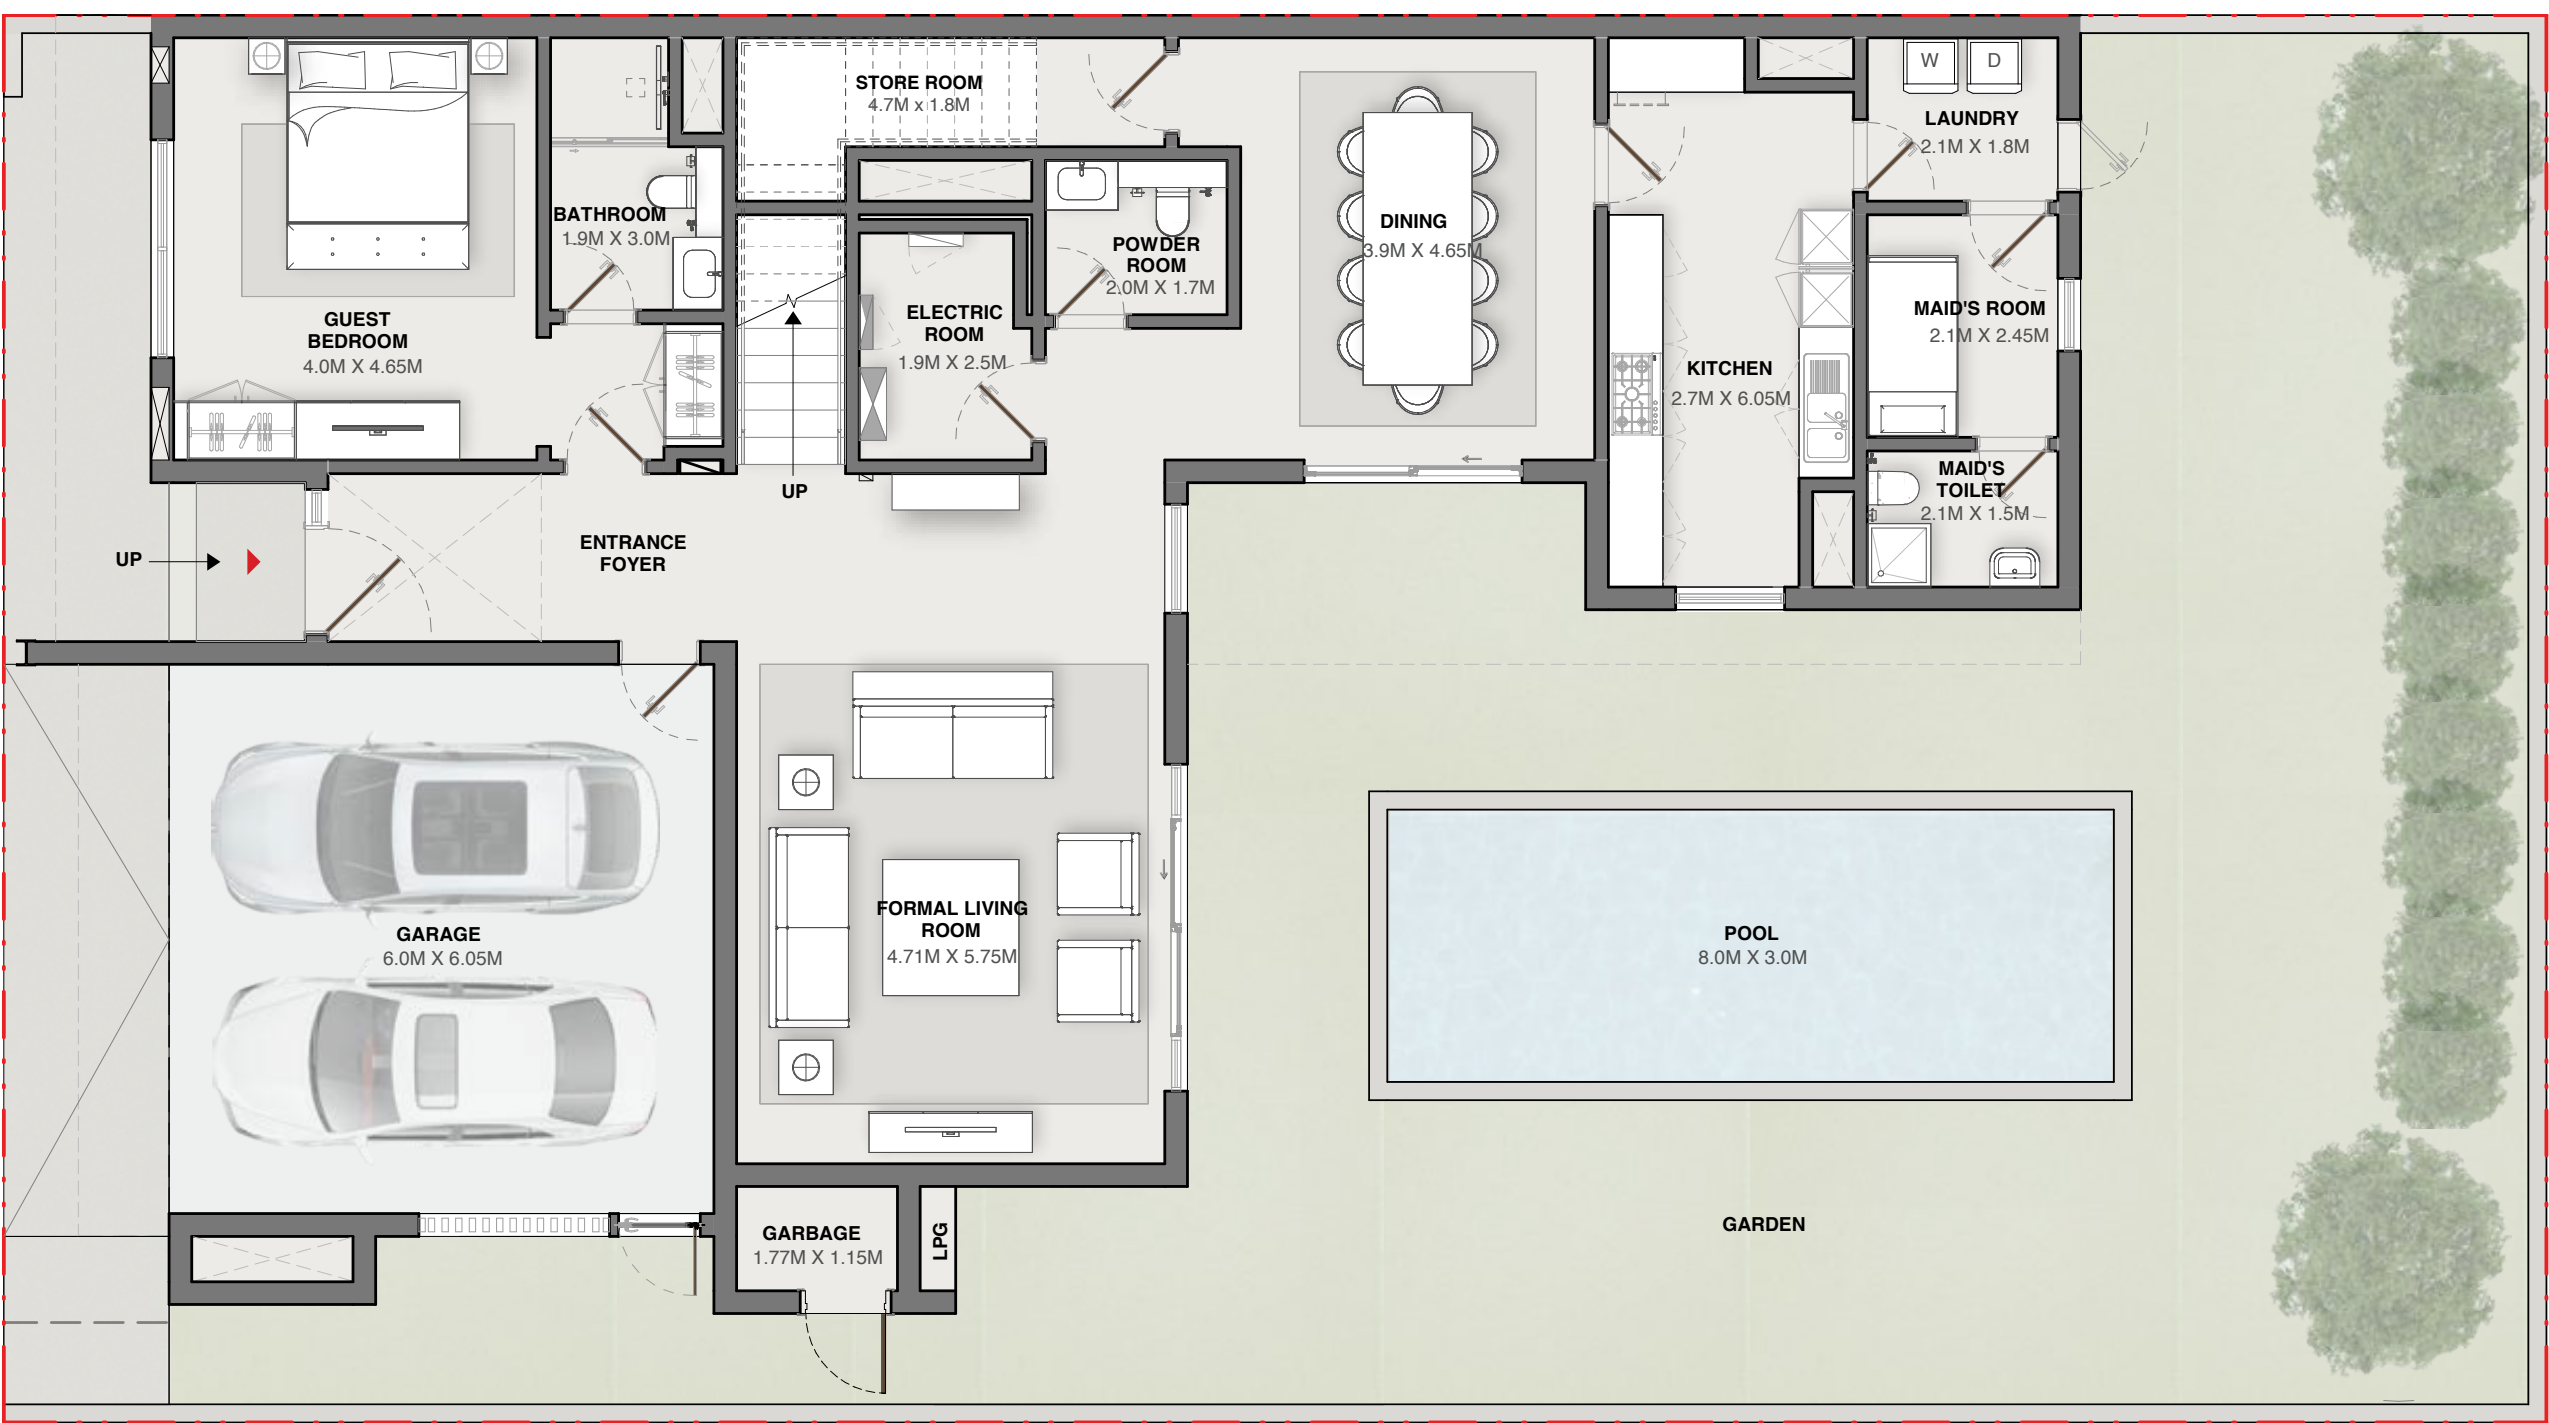 STORE ROOM
4.7M x 1.8M
W
D
LAUNDRY
2.1M X 1.8M
BATHROOM
1.9M X 3.0M
POWDER
ROOM
2.0M X 1.7M
DINING
3.9M X 4.65M
GUEST
BEDROOM
4.0M X 4.65M
ELECTRIC
ROOM
1.9M X 2.5M
MAID'S ROOM
2.1M X 2.45M
KITCHEN
2.7M X 6.05M
MAID'S
TOILET
2.1M X 1.5M
UP
UP
ENTRANCE
FOYER
FORMAL LIVING
ROOM
4.71M X 5.75M
GARAGE
6.0M X 6.05M
POOL
8.0M X 3.0M
GARBAGE
1.77M X 1.15M
LPG
GARDEN